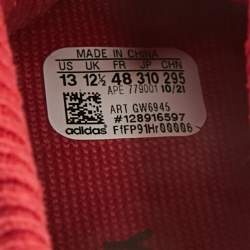 MADE IN CHINA
US UK FR JP CHN
13 12½ 48 310 295
APE 779001 10/21
ART GW6945
#128916597
adidas FfFP91Hr00006